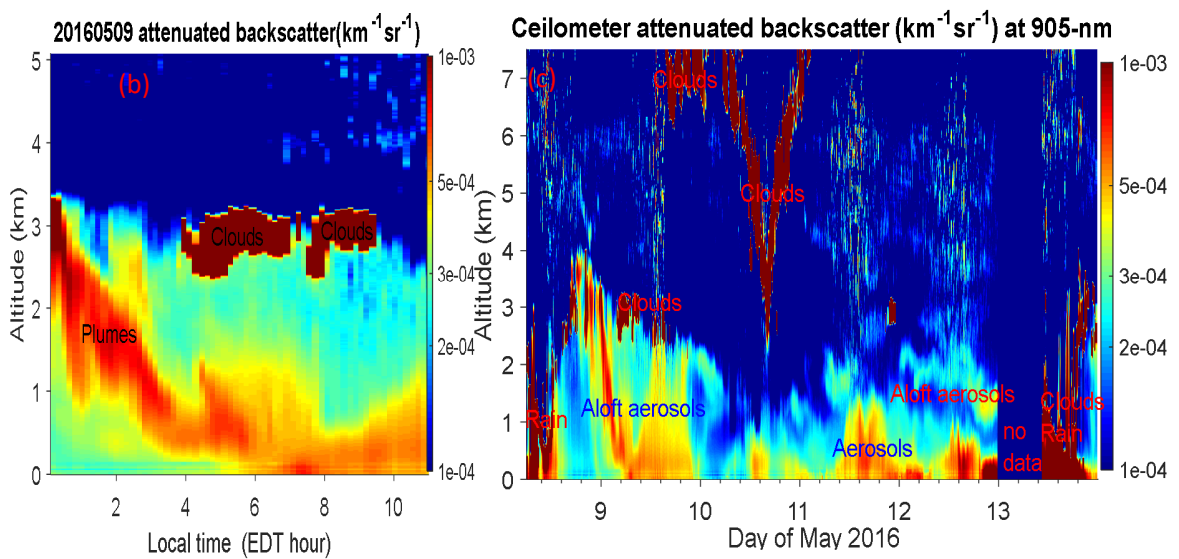 20160509 attenuated backscatter(km⁻¹sr⁻¹)
(b)
5
4
3
2
1
0
Altitude (km)
Clouds
Clouds
Plumes
2
4
6
8
10
Local time (EDT hour)
1e-03
5e-04
3e-04
2e-04
1e-04
Ceilometer attenuated backscatter (km⁻¹sr⁻¹) at 905-nm
(c)
7
6
5
4
3
2
1
0
Altitude (km)
Clouds
Clouds
Clouds
Aloft aerosols
Aloft aerosols
Rain
Aerosols
Clouds
no
data
Rain
9
10
11
12
13
Day of May 2016
1e-03
5e-04
3e-04
2e-04
1e-04